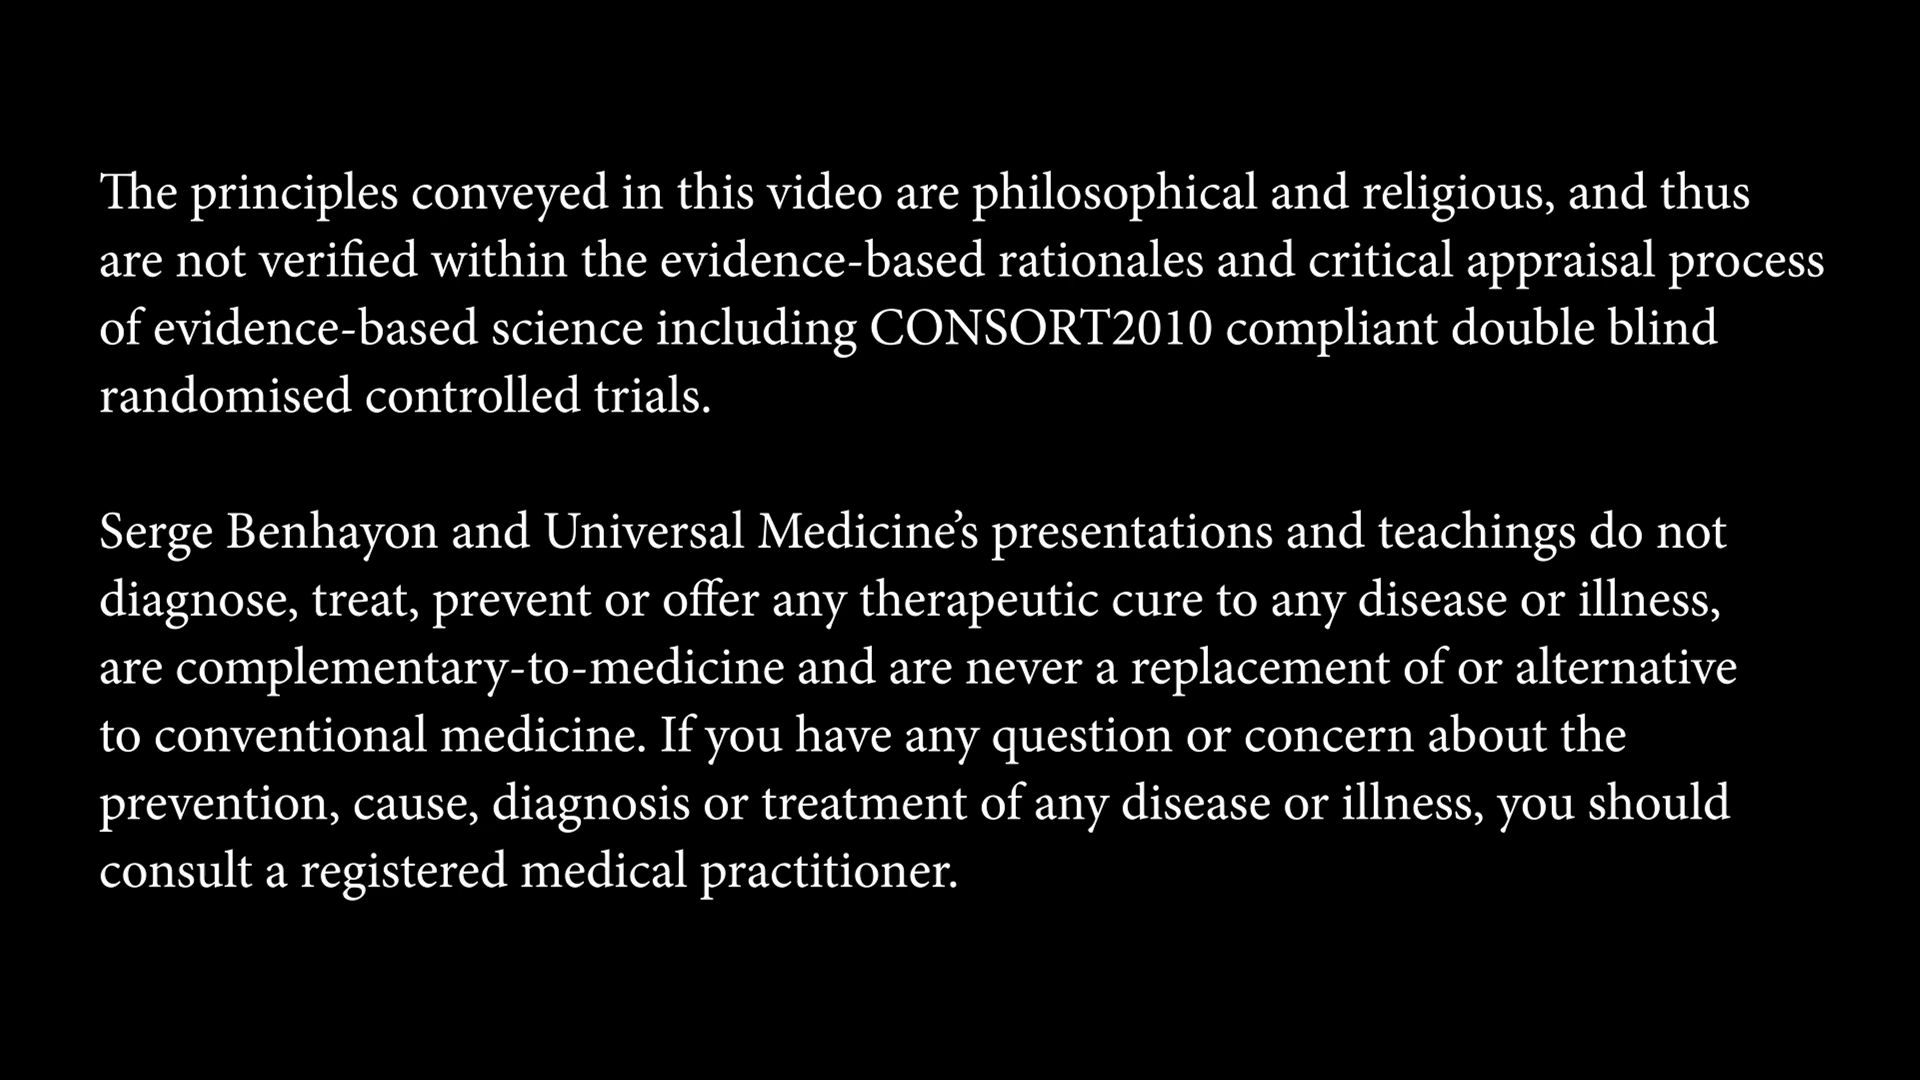 The principles conveyed in this video are philosophical and religious, and thus
are not verified within the evidence-based rationales and critical appraisal process
of evidence-based science including CONSORT2010 compliant double blind
randomised controlled trials.
Serge Benhayon and Universal Medicine’s presentations and teachings do not
diagnose, treat, prevent or offer any therapeutic cure to any disease or illness,
are complementary-to-medicine and are never a replacement of or alternative
to conventional medicine. If you have any question or concern about the
prevention, cause, diagnosis or treatment of any disease or illness, you should
consult a registered medical practitioner.